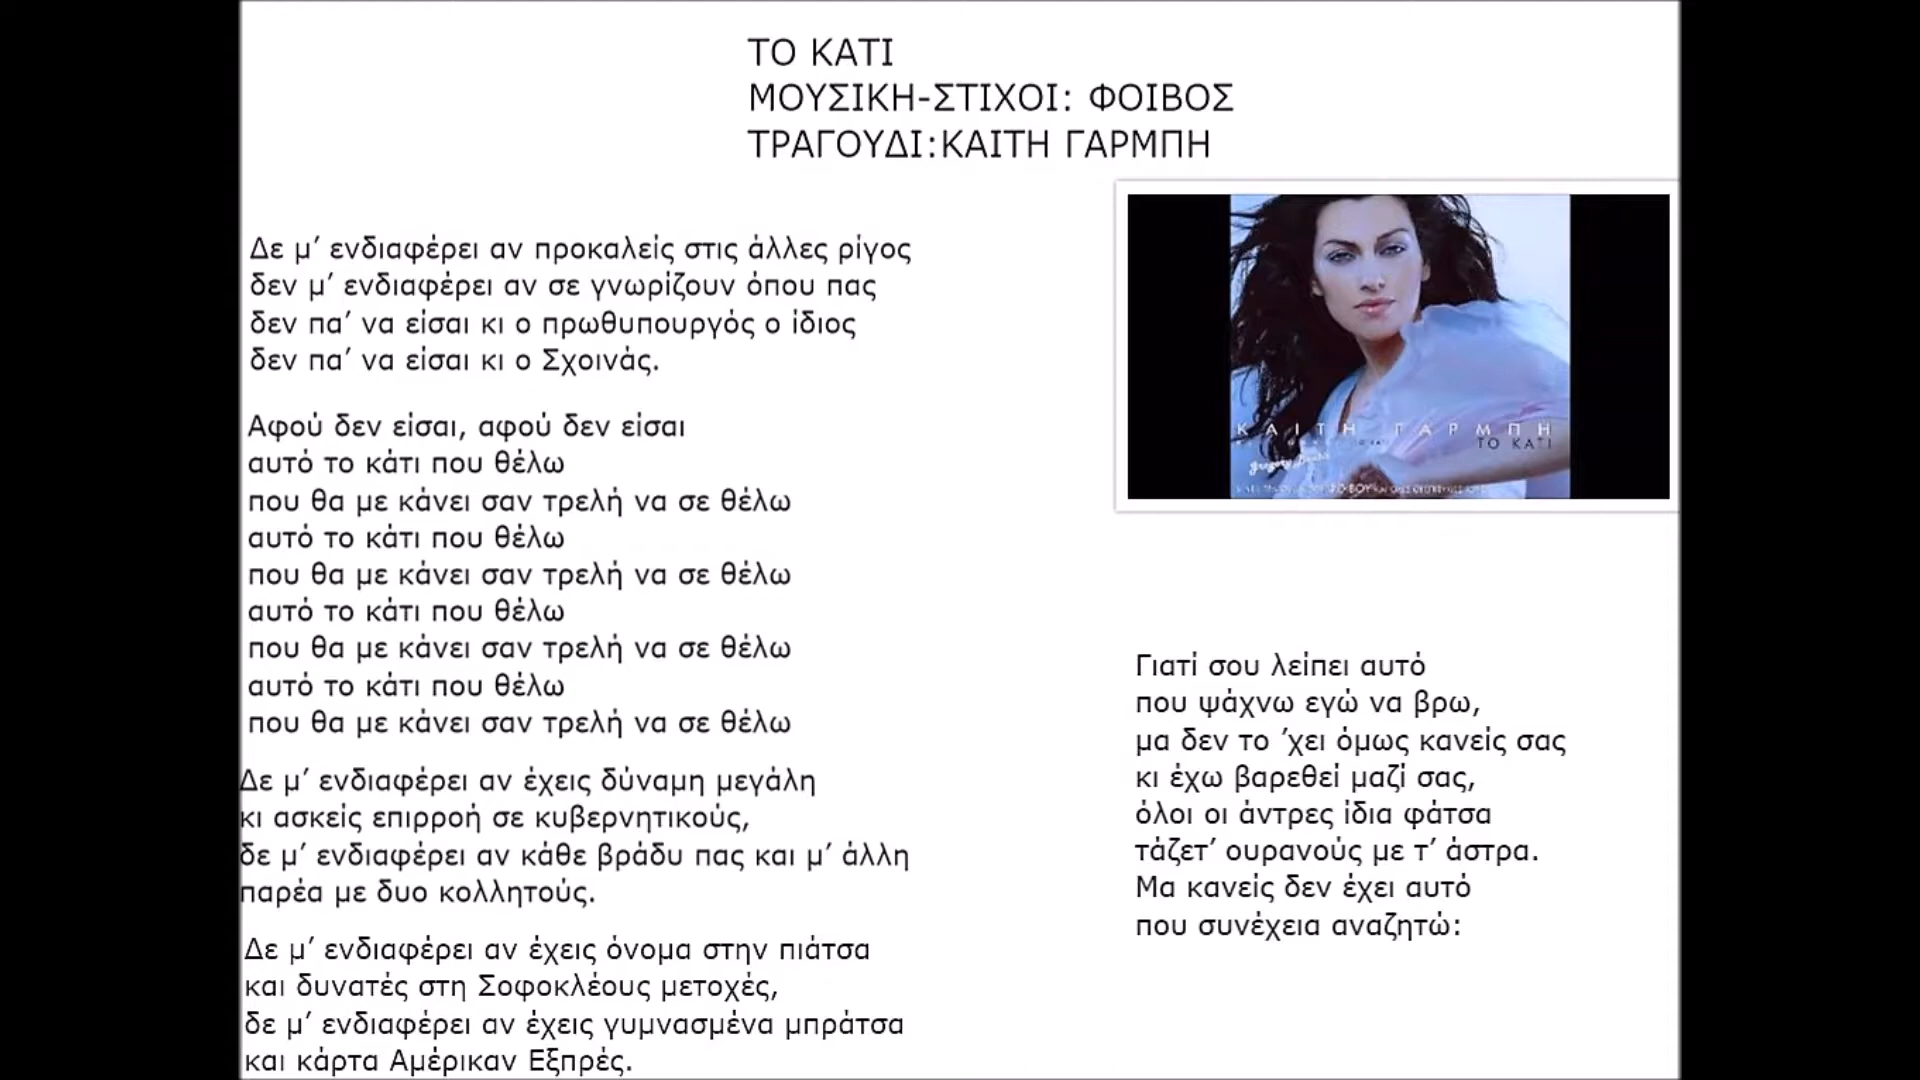 ΤΟ ΚΑΤΙ
ΜΟΥΣΙΚΗ-ΣΤΙΧΟΙ: ΦΟΙΒΟΣ
ΤΡΑΓΟΥΔΙ:ΚΑΙΤΗ ΓΑΡΜΠΗ
Δε μ’ ενδιαφέρει αν προκαλείς στις άλλες ρίγος
δεν μ’ ενδιαφέρει αν σε γνωρίζουν όπου πας
δεν πα’ να είσαι κι ο πρωθυπουργός ο ίδιος
δεν πα’ να είσαι κι ο Σχοινάς.
Αφού δεν είσαι, αφού δεν είσαι
αυτό το κάτι που θέλω
που θα με κάνει σαν τρελή να σε θέλω
αυτό το κάτι που θέλω
που θα με κάνει σαν τρελή να σε θέλω
αυτό το κάτι που θέλω
που θα με κάνει σαν τρελή να σε θέλω
αυτό το κάτι που θέλω
που θα με κάνει σαν τρελή να σε θέλω
Δε μ’ ενδιαφέρει αν έχεις δύναμη μεγάλη
κι ασκείς επιρροή σε κυβερνητικούς,
δε μ’ ενδιαφέρει αν κάθε βράδυ πας και μ’ άλλη
παρέα με δυο κολλητούς.
Δε μ’ ενδιαφέρει αν έχεις όνομα στην πιάτσα
και δυνατές στη Σοφοκλέους μετοχές,
δε μ’ ενδιαφέρει αν έχεις γυμνασμένα μπράτσα
και κάρτα Αμέρικαν Εξπρές.
ΚΑΙΤΗ ΓΑΡΜΠΗ
ΤΟ ΚΑΤΙ
Γιατί σου λείπει αυτό
που ψάχνω εγώ να βρω,
μα δεν το ’χει όμως κανείς σας
κι έχω βαρεθεί μαζί σας,
όλοι οι άντρες ίδια φάτσα
τάζετ’ ουρανούς με τ’ άστρα.
Μα κανείς δεν έχει αυτό
που συνέχεια αναζητώ: